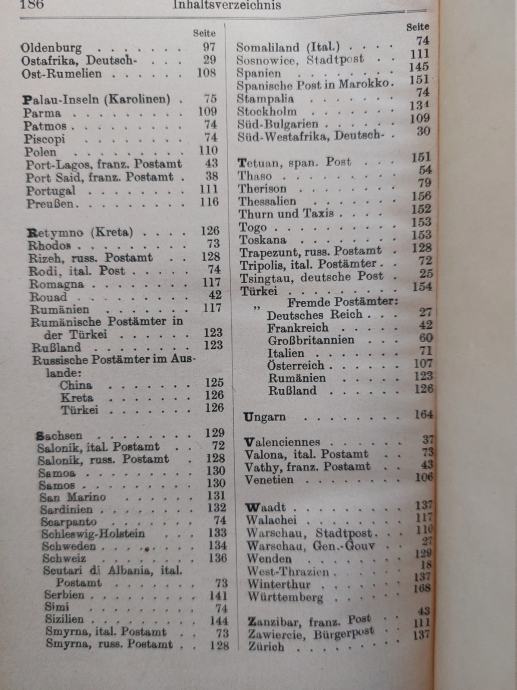 186 Inhaltsverzeichnis
Seite
Oldenburg . . . . . . . 97
Ostafrika, Deutsch- . . . 29
Ost-Rumelien . . . . . . 108
Palau-Inseln (Karolinen) . 75
Parma . . . . . . . . . 109
Patmos . . . . . . . . . 74
Piscopi . . . . . . . . 74
Polen . . . . . . . . . 110
Port-Lagos, franz. Postamt 43
Port Said, franz. Postamt . 38
Portugal . . . . . . . . 111
Preußen . . . . . . . . . 116
Retymno (Kreta) . . . . 126
Rhodos . . . . . . . . . 73
Rizeh, russ. Postamt . . 128
Rodi, ital. Post . . . . . 74
Romagna . . . . . . . . 117
Rouad . . . . . . . . . 42
Rumänien . . . . . . . 117
Rumänische Postämter in
der Türkei . . . . . . 123
Rußland . . . . . . . . 123
Russische Postämter im Aus-
lande:
China . . . . . . . 125
Kreta . . . . . . . 126
Türkei . . . . . . . 126
Sachsen . . . . . . . . 129
Salonik, ital. Postamt . . 72
Salonik, russ. Postamt . 128
Samoa . . . . . . . . . 130
Samos . . . . . . . . . 130
San Marino . . . . . . 131
Sardinien . . . . . . . . 132
Scarpanto . . . . . . . 74
Schleswig-Holstein . . . 133
Schweden . . . . . . . . 134
Schweiz . . . . . . . . 136
Scutari di Albania, ital.
Postamt . . . . . . . 73
Serbien . . . . . . . . . 141
Simi . . . . . . . . . 74
Sizilien . . . . . . . . . 144
Smyrna, ital. Postamt . . 73
Smyrna, russ. Postamt . . 128
Seite
Somaliland (Ital.) . . . . 74
Sosnowice, Stadtpost . . 111
Spanien . . . . . . . . 145
Spanische Post in Marokko . 151
Stampalia . . . . . . . 74
Stockholm . . . . . . . 134
Süd-Bulgarien . . . . . . 109
Süd-Westafrika, Deutsch- . 30
Tetuan, span. Post . . . 151
Thaso . . . . . . . . . 54
Therison . . . . . . . . 79
Thessalien . . . . . . . 156
Thurn und Taxis . . . . . 152
Togo . . . . . . . . . . 153
Toskana . . . . . . . . 153
Trapezunt, russ. Postamt . 128
Tripolis, ital. Postämter . . 72
Tsingtau, deutsche Post . 25
Türkei . . . . . . . . . 154
„ Fremde Postämter:
Deutsches Reich . . . 27
Frankreich . . . . . 42
Großbritannien . . . 60
Italien . . . . . . . 71
Österreich . . . . . . 107
Rumänien . . . . . 123
Rußland . . . . . . 126
Ungarn . . . . . . . . 164
Valenciennes . . . . . . 37
Valona, ital. Postamt . . 73
Vathy, franz. Postamt . . 43
Venetien . . . . . . . . 106
Waadt . . . . . . . . . 137
Walachei . . . . . . . . 117
Warschau, Stadtpost . . . 110
Warschau, Gen.-Gouv . . 27
Wenden . . . . . . . . 129
West-Thrazien . . . . . . 18
Winterthur . . . . . . . 137
Württemberg . . . . . . 168
Zanzibar, franz. Post . . 43
Zawiercie, Bürgerpost . . 111
Zürich . . . . . . . . . 137